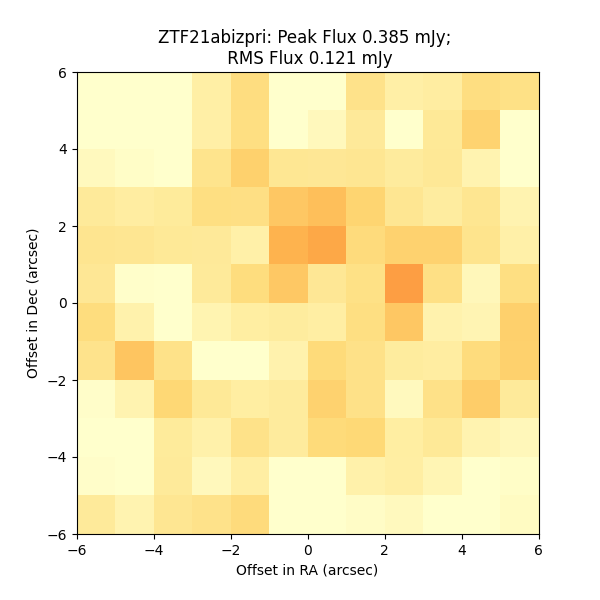 ZTF21abizpri: Peak Flux 0.385 mJy;
RMS Flux 0.121 mJy
6
4
2
0
−2
−4
−6
Offset in Dec (arcsec)
−6 −4 −2 0 2 4 6
Offset in RA (arcsec)